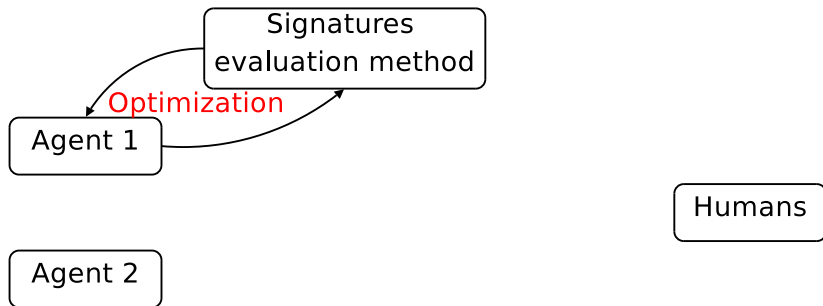 Signatures
evaluation method
Optimization
Agent 1
Humans
Agent 2